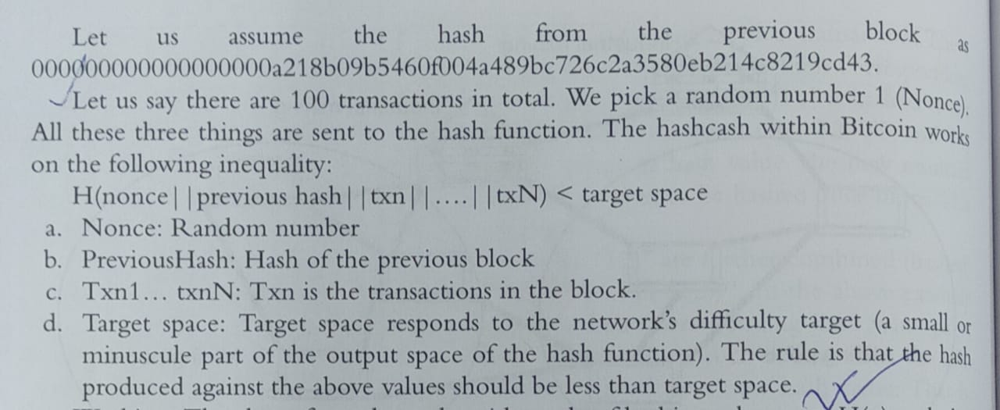 Let us assume the hash from the previous block as
0000000000000000000a218b09b5460f004a489bc726c2a3580eb214c8219cd43.
Let us say there are 100 transactions in total. We pick a random number 1 (Nonce).
All these three things are sent to the hash function. The hashcash within Bitcoin works
on the following inequality:
H(nonce||previous hash||txn||....||txN) < target space
a. Nonce: Random number
b. PreviousHash: Hash of the previous block
c. Txn1... txnN: Txn is the transactions in the block.
d. Target space: Target space responds to the network's difficulty target (a small or
minuscule part of the output space of the hash function). The rule is that the hash
produced against the above values should be less than target space.